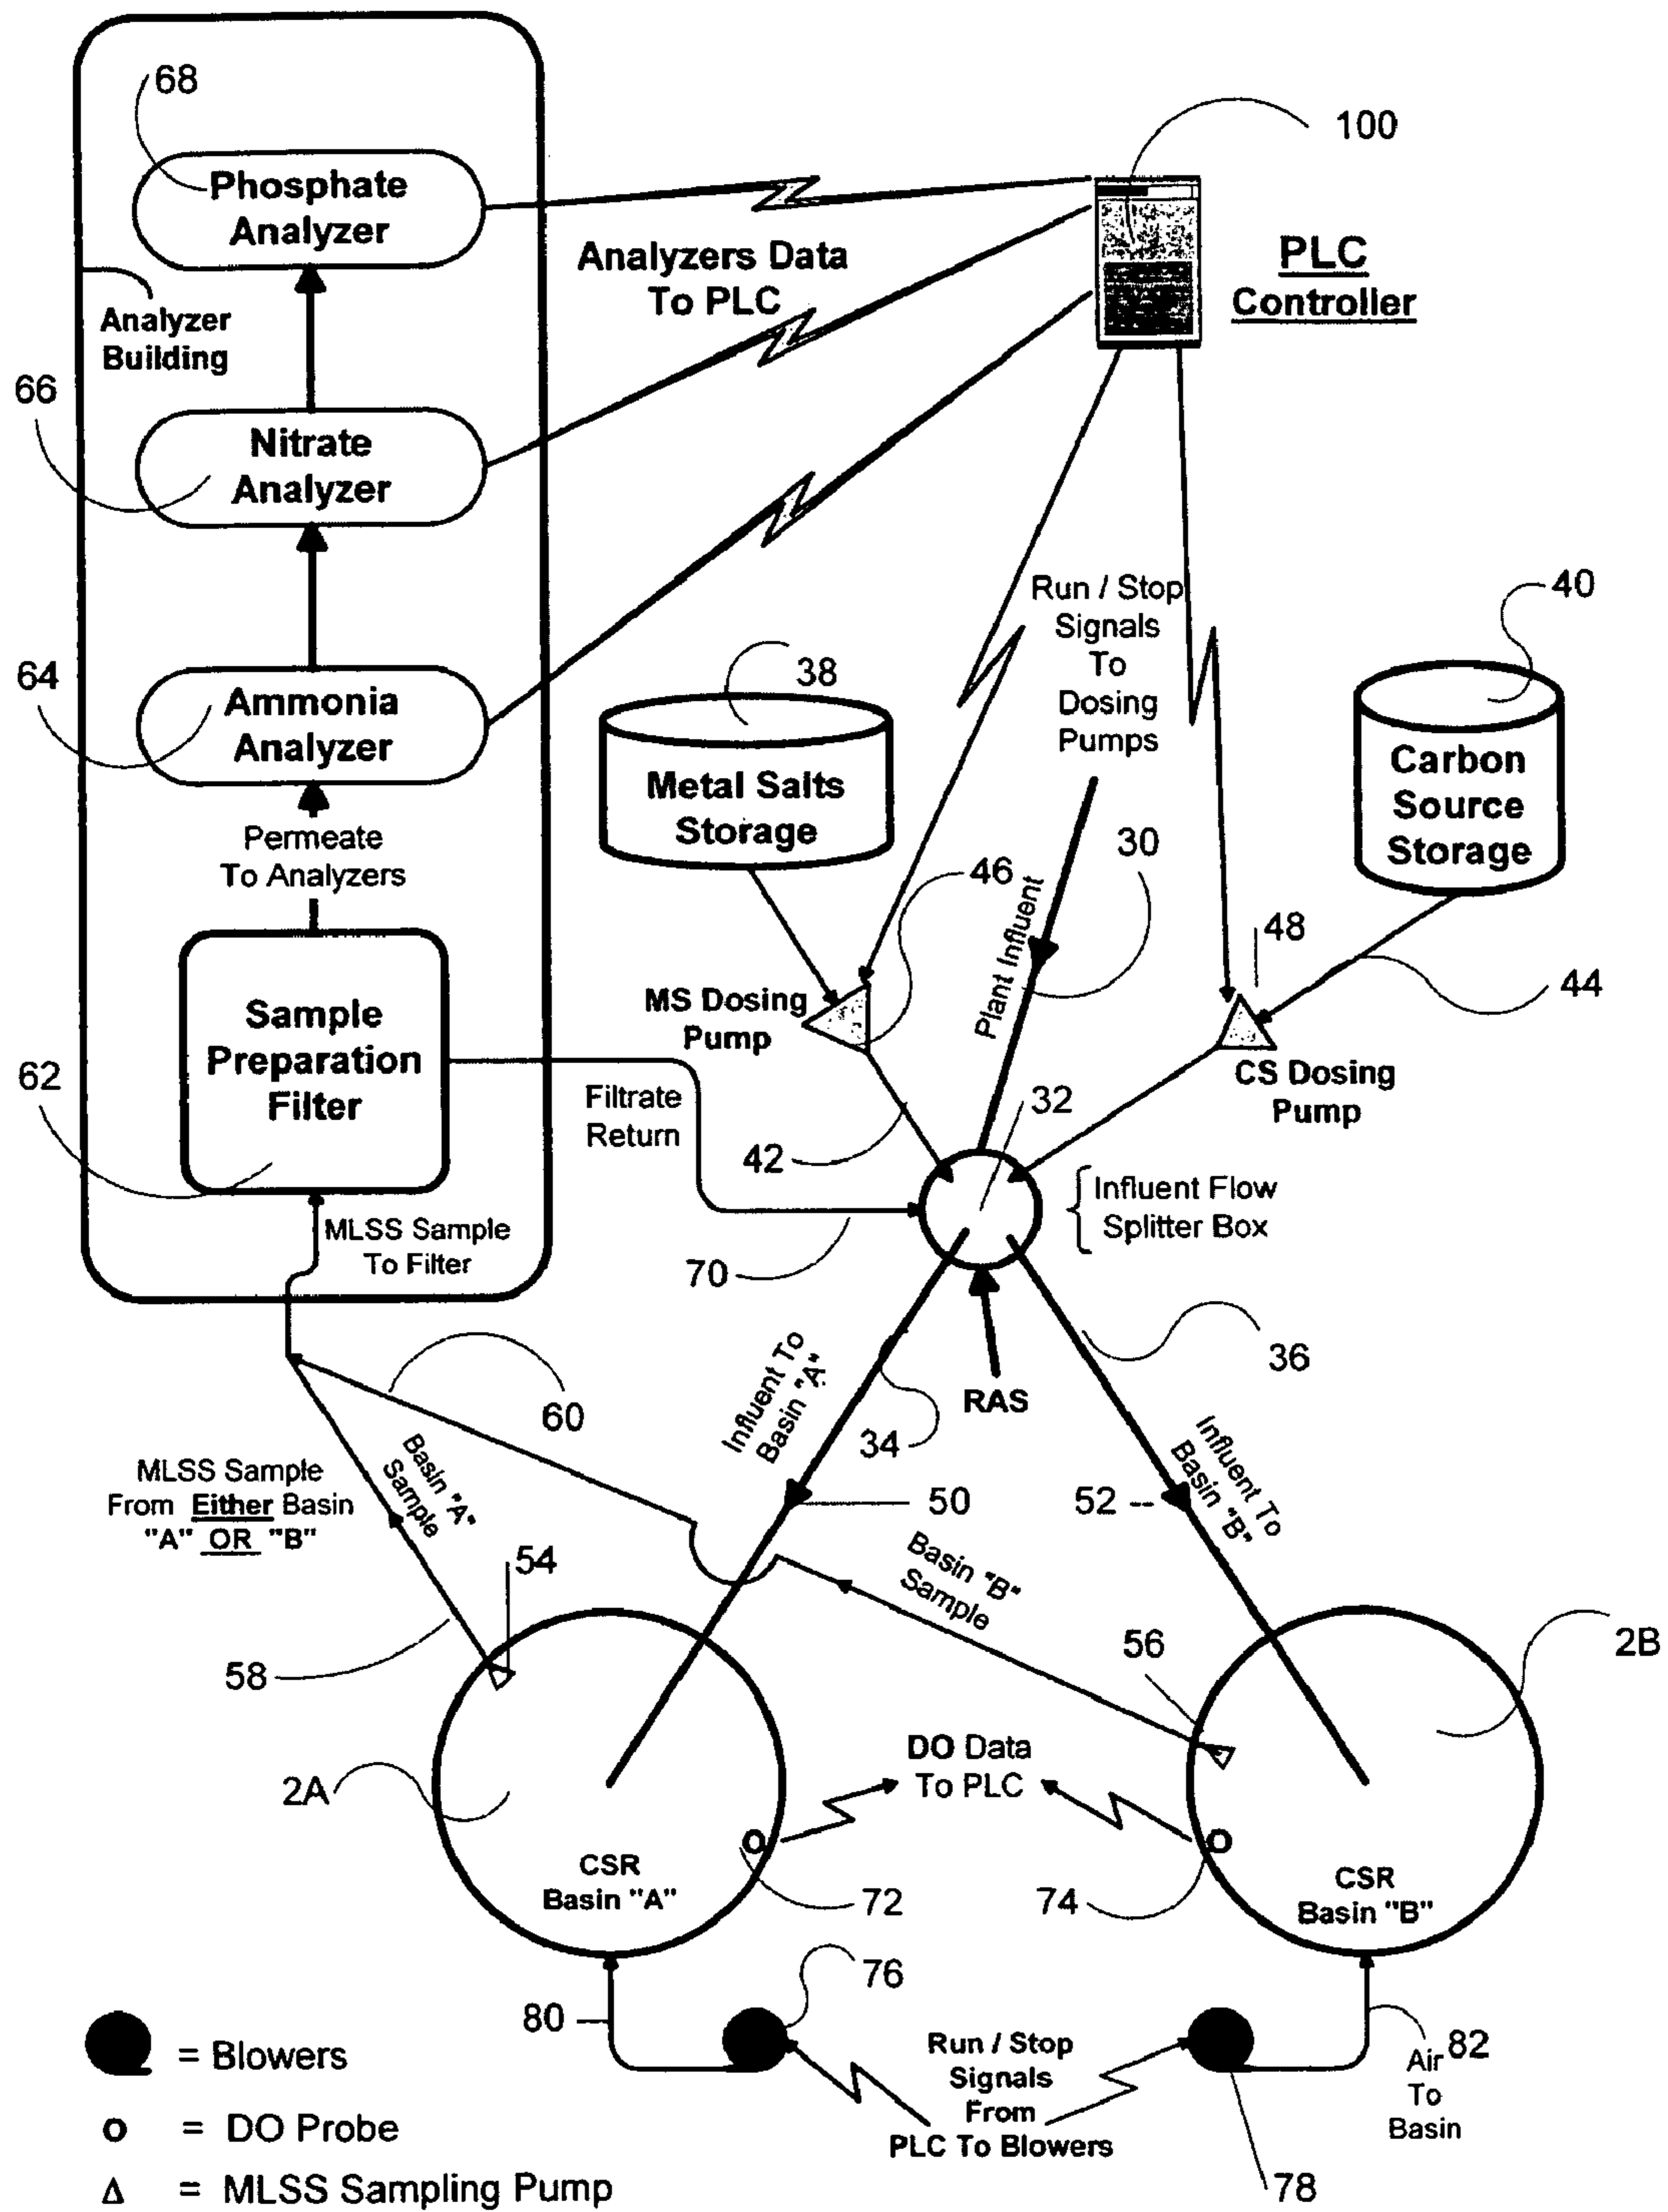 68
100
Phosphate
Analyzer
Analyzers Data
To PLC
PLC
Controller
Analyzer
Building
66
Nitrate
Analyzer
Run / Stop
Signals
To
Dosing
Pumps
40
64
Ammonia
Analyzer
38
Metal Salts
Storage
Carbon
Source
Storage
Permeate
To Analyzers
30
46
Plant Influent
48
44
MS Dosing
Pump
Sample
Preparation
Filter
62
CS Dosing
Pump
Filtrate
Return
32
42
Influent Flow
Splitter Box
MLSS Sample
To Filter
70
36
Influent To
Basin "A"
RAS
60
34
Influent To
Basin "B"
Basin "A"
Sample
MLSS Sample
From Either Basin
"A" OR "B"
50
52 --
54
Basin "B"
Sample
56
2B
58
DO Data
To PLC
2A
CSR
Basin "A"
72
74
CSR
Basin "B"
76
80
= Blowers
Run / Stop
Signals
From
PLC To Blowers
82
Air
To
Basin
= DO Probe
78
= MLSS Sampling Pump